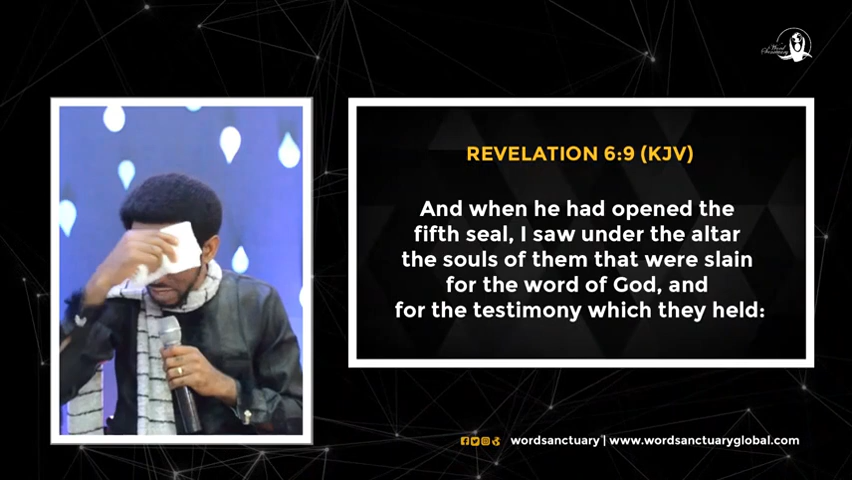 Word
Sanctuary
REVELATION 6:9 (KJV)
And when he had opened the
fifth seal, I saw under the altar
the souls of them that were slain
for the word of God, and
for the testimony which they held:
wordsanctuary | www.wordsanctuaryglobal.com